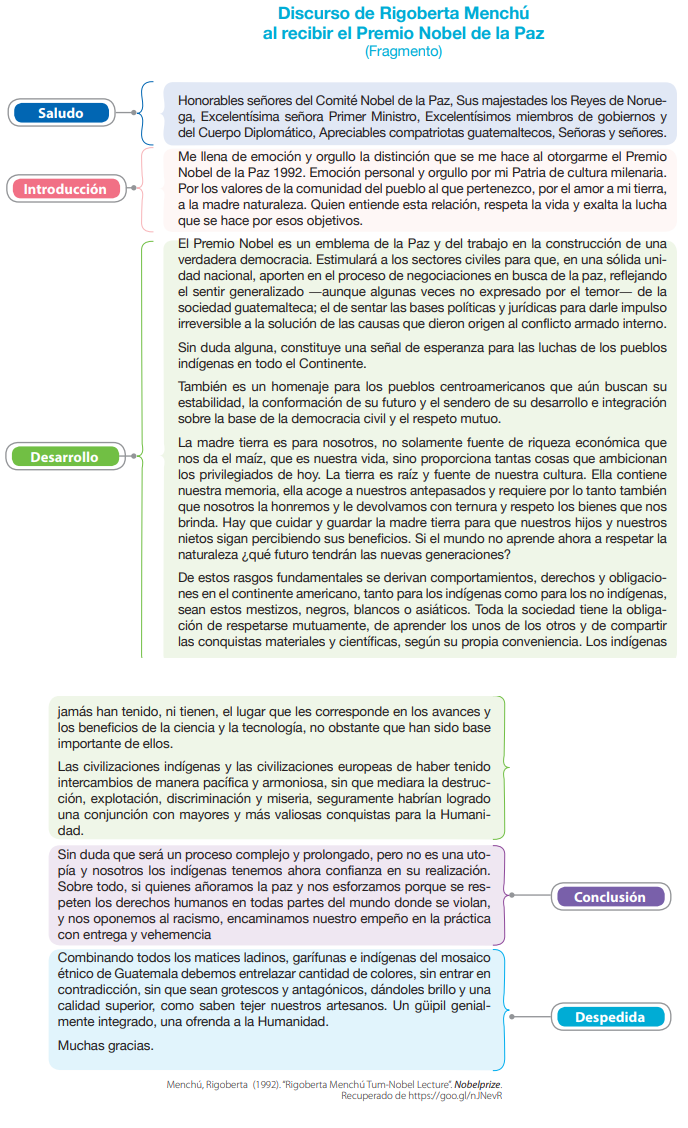 Discurso de Rigoberta Menchú
al recibir el Premio Nobel de la Paz
(Fragmento)
Saludo
Honorables señores del Comité Nobel de la Paz, Sus majestades los Reyes de Norue-
ga, Excelentísima señora Primer Ministro, Excelentísimos miembros de gobiernos y
del Cuerpo Diplomático, Apreciables compatriotas guatemaltecos, Señoras y señores.
Introducción
Me llena de emoción y orgullo la distinción que se me hace al otorgarme el Premio
Nobel de la Paz 1992. Emoción personal y orgullo por mi Patria de cultura milenaria.
Por los valores de la comunidad del pueblo al que pertenezco, por el amor a mi tierra,
a la madre naturaleza. Quien entiende esta relación, respeta la vida y exalta la lucha
que se hace por esos objetivos.
Desarrollo
El Premio Nobel es un emblema de la Paz y del trabajo en la construcción de una
verdadera democracia. Estimulará a los sectores civiles para que, en una sólida uni-
dad nacional, aporten en el proceso de negociaciones en busca de la paz, reflejando
el sentir generalizado —aunque algunas veces no expresado por el temor— de la
sociedad guatemalteca; el de sentar las bases políticas y jurídicas para darle impulso
irreversible a la solución de las causas que dieron origen al conflicto armado interno.
Sin duda alguna, constituye una señal de esperanza para las luchas de los pueblos
indígenas en todo el Continente.
También es un homenaje para los pueblos centroamericanos que aún buscan su
estabilidad, la conformación de su futuro y el sendero de su desarrollo e integración
sobre la base de la democracia civil y el respeto mutuo.
La madre tierra es para nosotros, no solamente fuente de riqueza económica que
nos da el maíz, que es nuestra vida, sino proporciona tantas cosas que ambicionan
los privilegiados de hoy. La tierra es raíz y fuente de nuestra cultura. Ella contiene
nuestra memoria, ella acoge a nuestros antepasados y requiere por lo tanto también
que nosotros la honremos y le devolvamos con ternura y respeto los bienes que nos
brinda. Hay que cuidar y guardar la madre tierra para que nuestros hijos y nuestros
nietos sigan percibiendo sus beneficios. Si el mundo no aprende ahora a respetar la
naturaleza ¿qué futuro tendrán las nuevas generaciones?
De estos rasgos fundamentales se derivan comportamientos, derechos y obligacio-
nes en el continente americano, tanto para los indígenas como para los no indígenas,
sean estos mestizos, negros, blancos o asiáticos. Toda la sociedad tiene la obliga-
ción de respetarse mutuamente, de aprender los unos de los otros y de compartir
las conquistas materiales y científicas, según su propia conveniencia. Los indígenas
jamás han tenido, ni tienen, el lugar que les corresponde en los avances y
los beneficios de la ciencia y la tecnología, no obstante que han sido base
importante de ellos.
Las civilizaciones indígenas y las civilizaciones europeas de haber tenido
intercambios de manera pacífica y armoniosa, sin que mediara la destruc-
ción, explotación, discriminación y miseria, seguramente habrían logrado
una conjunción con mayores y más valiosas conquistas para la Humani-
dad.
Sin duda que será un proceso complejo y prolongado, pero no es una uto-
pía y nosotros los indígenas tenemos ahora confianza en su realización.
Sobre todo, si quienes añoramos la paz y nos esforzamos porque se res-
peten los derechos humanos en todas partes del mundo donde se violan,
y nos oponemos al racismo, encaminamos nuestro empeño en la práctica
con entrega y vehemencia
Conclusión
Combinando todos los matices ladinos, garífunas e indígenas del mosaico
étnico de Guatemala debemos entrelazar cantidad de colores, sin entrar en
contradicción, sin que sean grotescos y antagónicos, dándoles brillo y una
calidad superior, como saben tejer nuestros artesanos. Un güipil genial-
mente integrado, una ofrenda a la Humanidad.
Muchas gracias.
Despedida
Menchú, Rigoberta (1992). “Rigoberta Menchú Tum-Nobel Lecture”. Nobelprize.
Recuperado de https://goo.gl/nJNevR